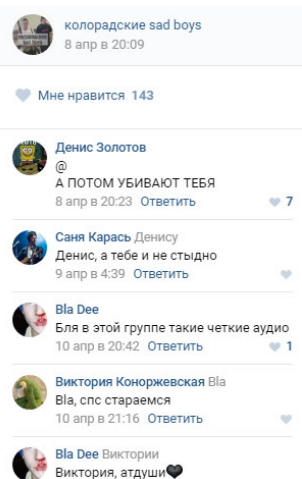 колорадские sad boys
8 апр в 20:09
Мне нравится 143
Денис Золотов
@
А ПОТОМ УБИВАЮТ ТЕБЯ
8 апр в 20:23 Ответить 7
Саня Карась Денису
Денис, а тебе и не стыдно
9 апр в 4:39 Ответить
Bla Dee
Бля в этой группе такие четкие аудио
10 апр в 20:42 Ответить 1
Виктория Коноржевская Bla
Bla, спс стараемся
10 апр в 21:16 Ответить
Bla Dee Виктории
Виктория, атдуши🖤